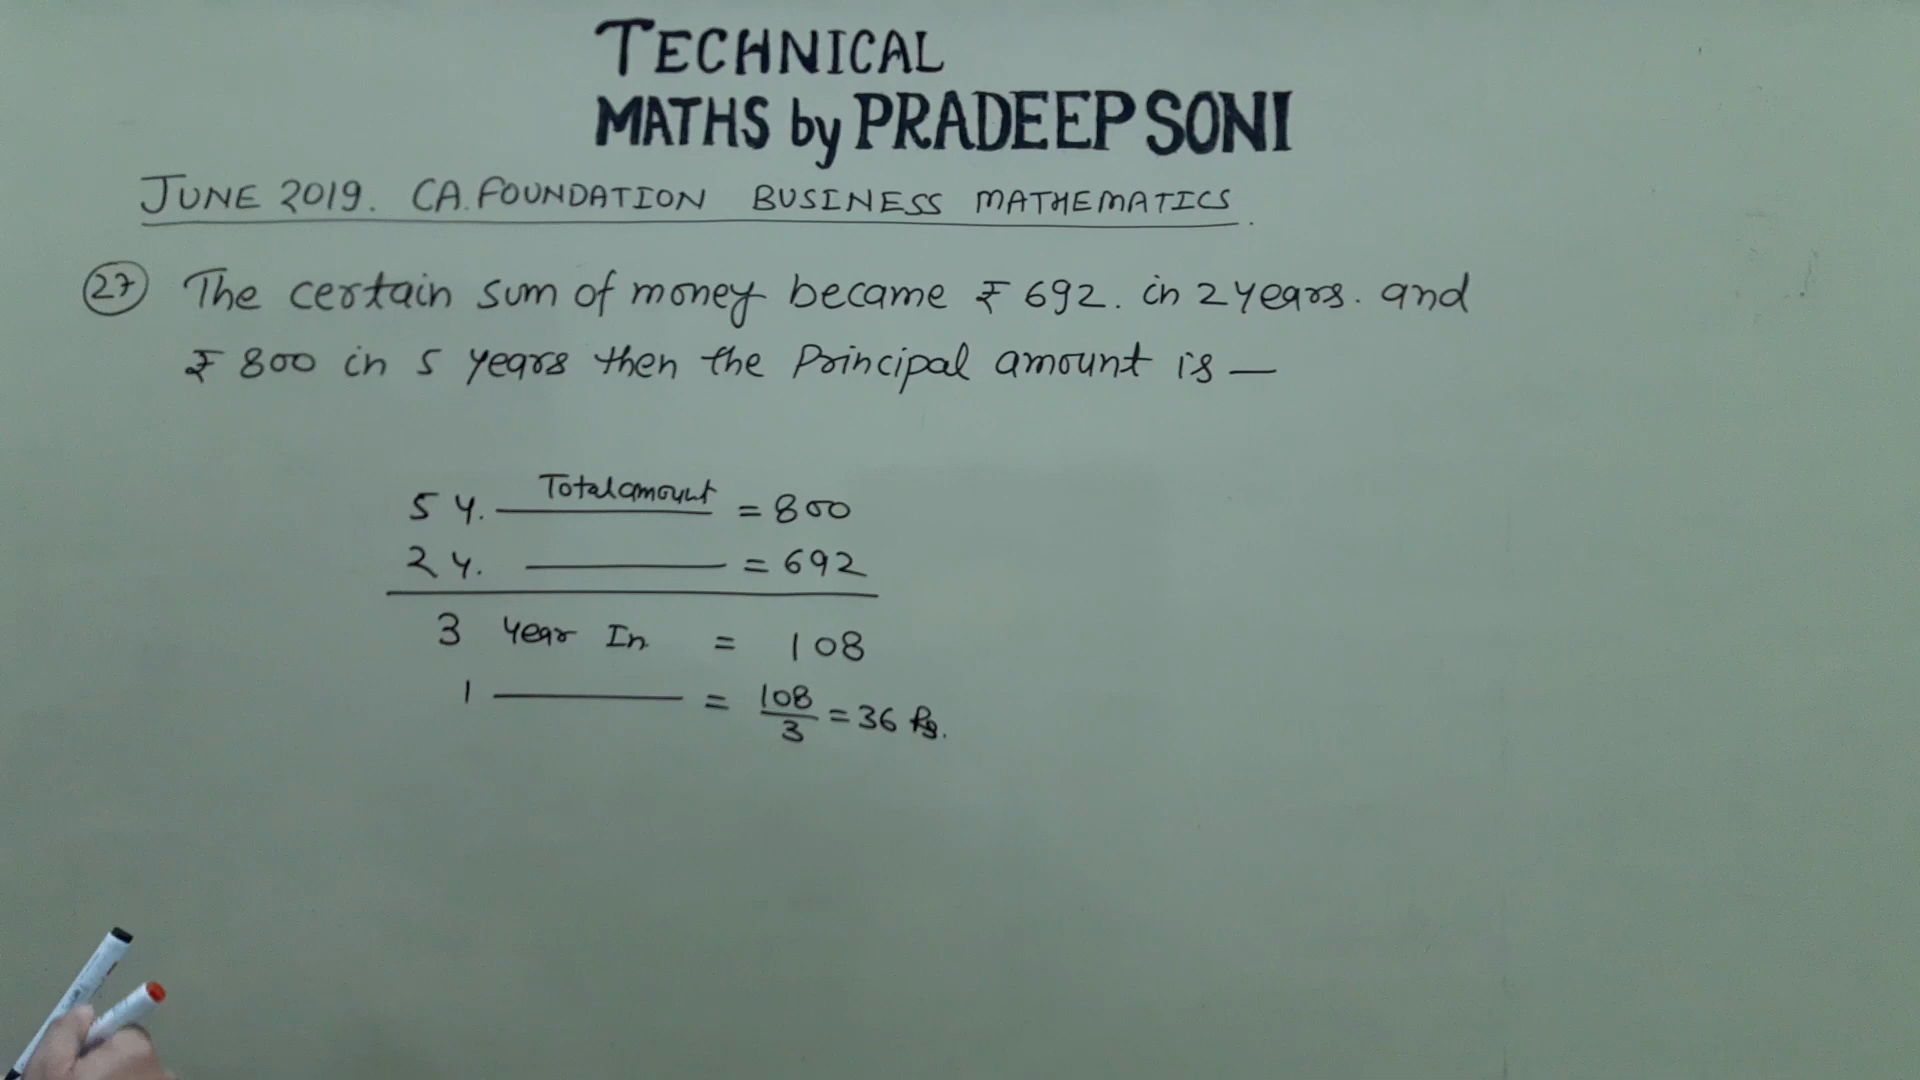 TECHNICAL
MATHS by PRADEEP SONI
JUNE 2019. CA. FOUNDATION BUSINESS MATHEMATICS.
27 The certain sum of money became ₹ 692. in 2 years. and
₹ 800 in 5 years then the Principal amount is —
5 y. Total amount = 800
2 y. —— = 692
3 Year In = 108
1 —— = 108/3 = 36 Rs.